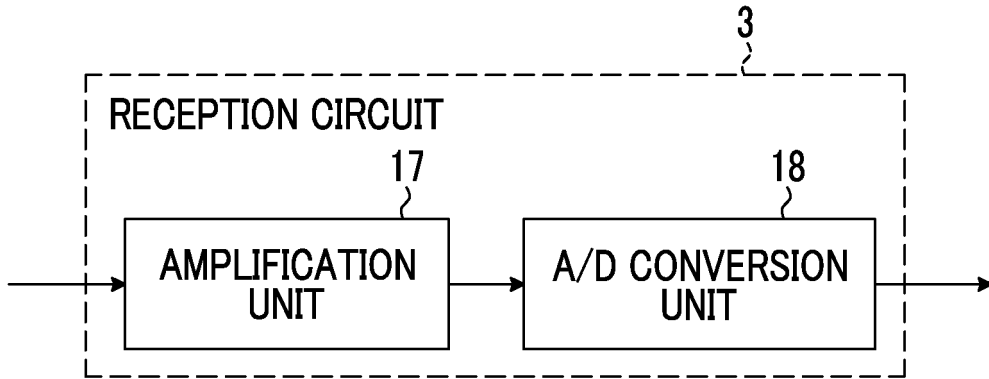 3
RECEPTION CIRCUIT
17
18
AMPLIFICATION
UNIT
A/D CONVERSION
UNIT